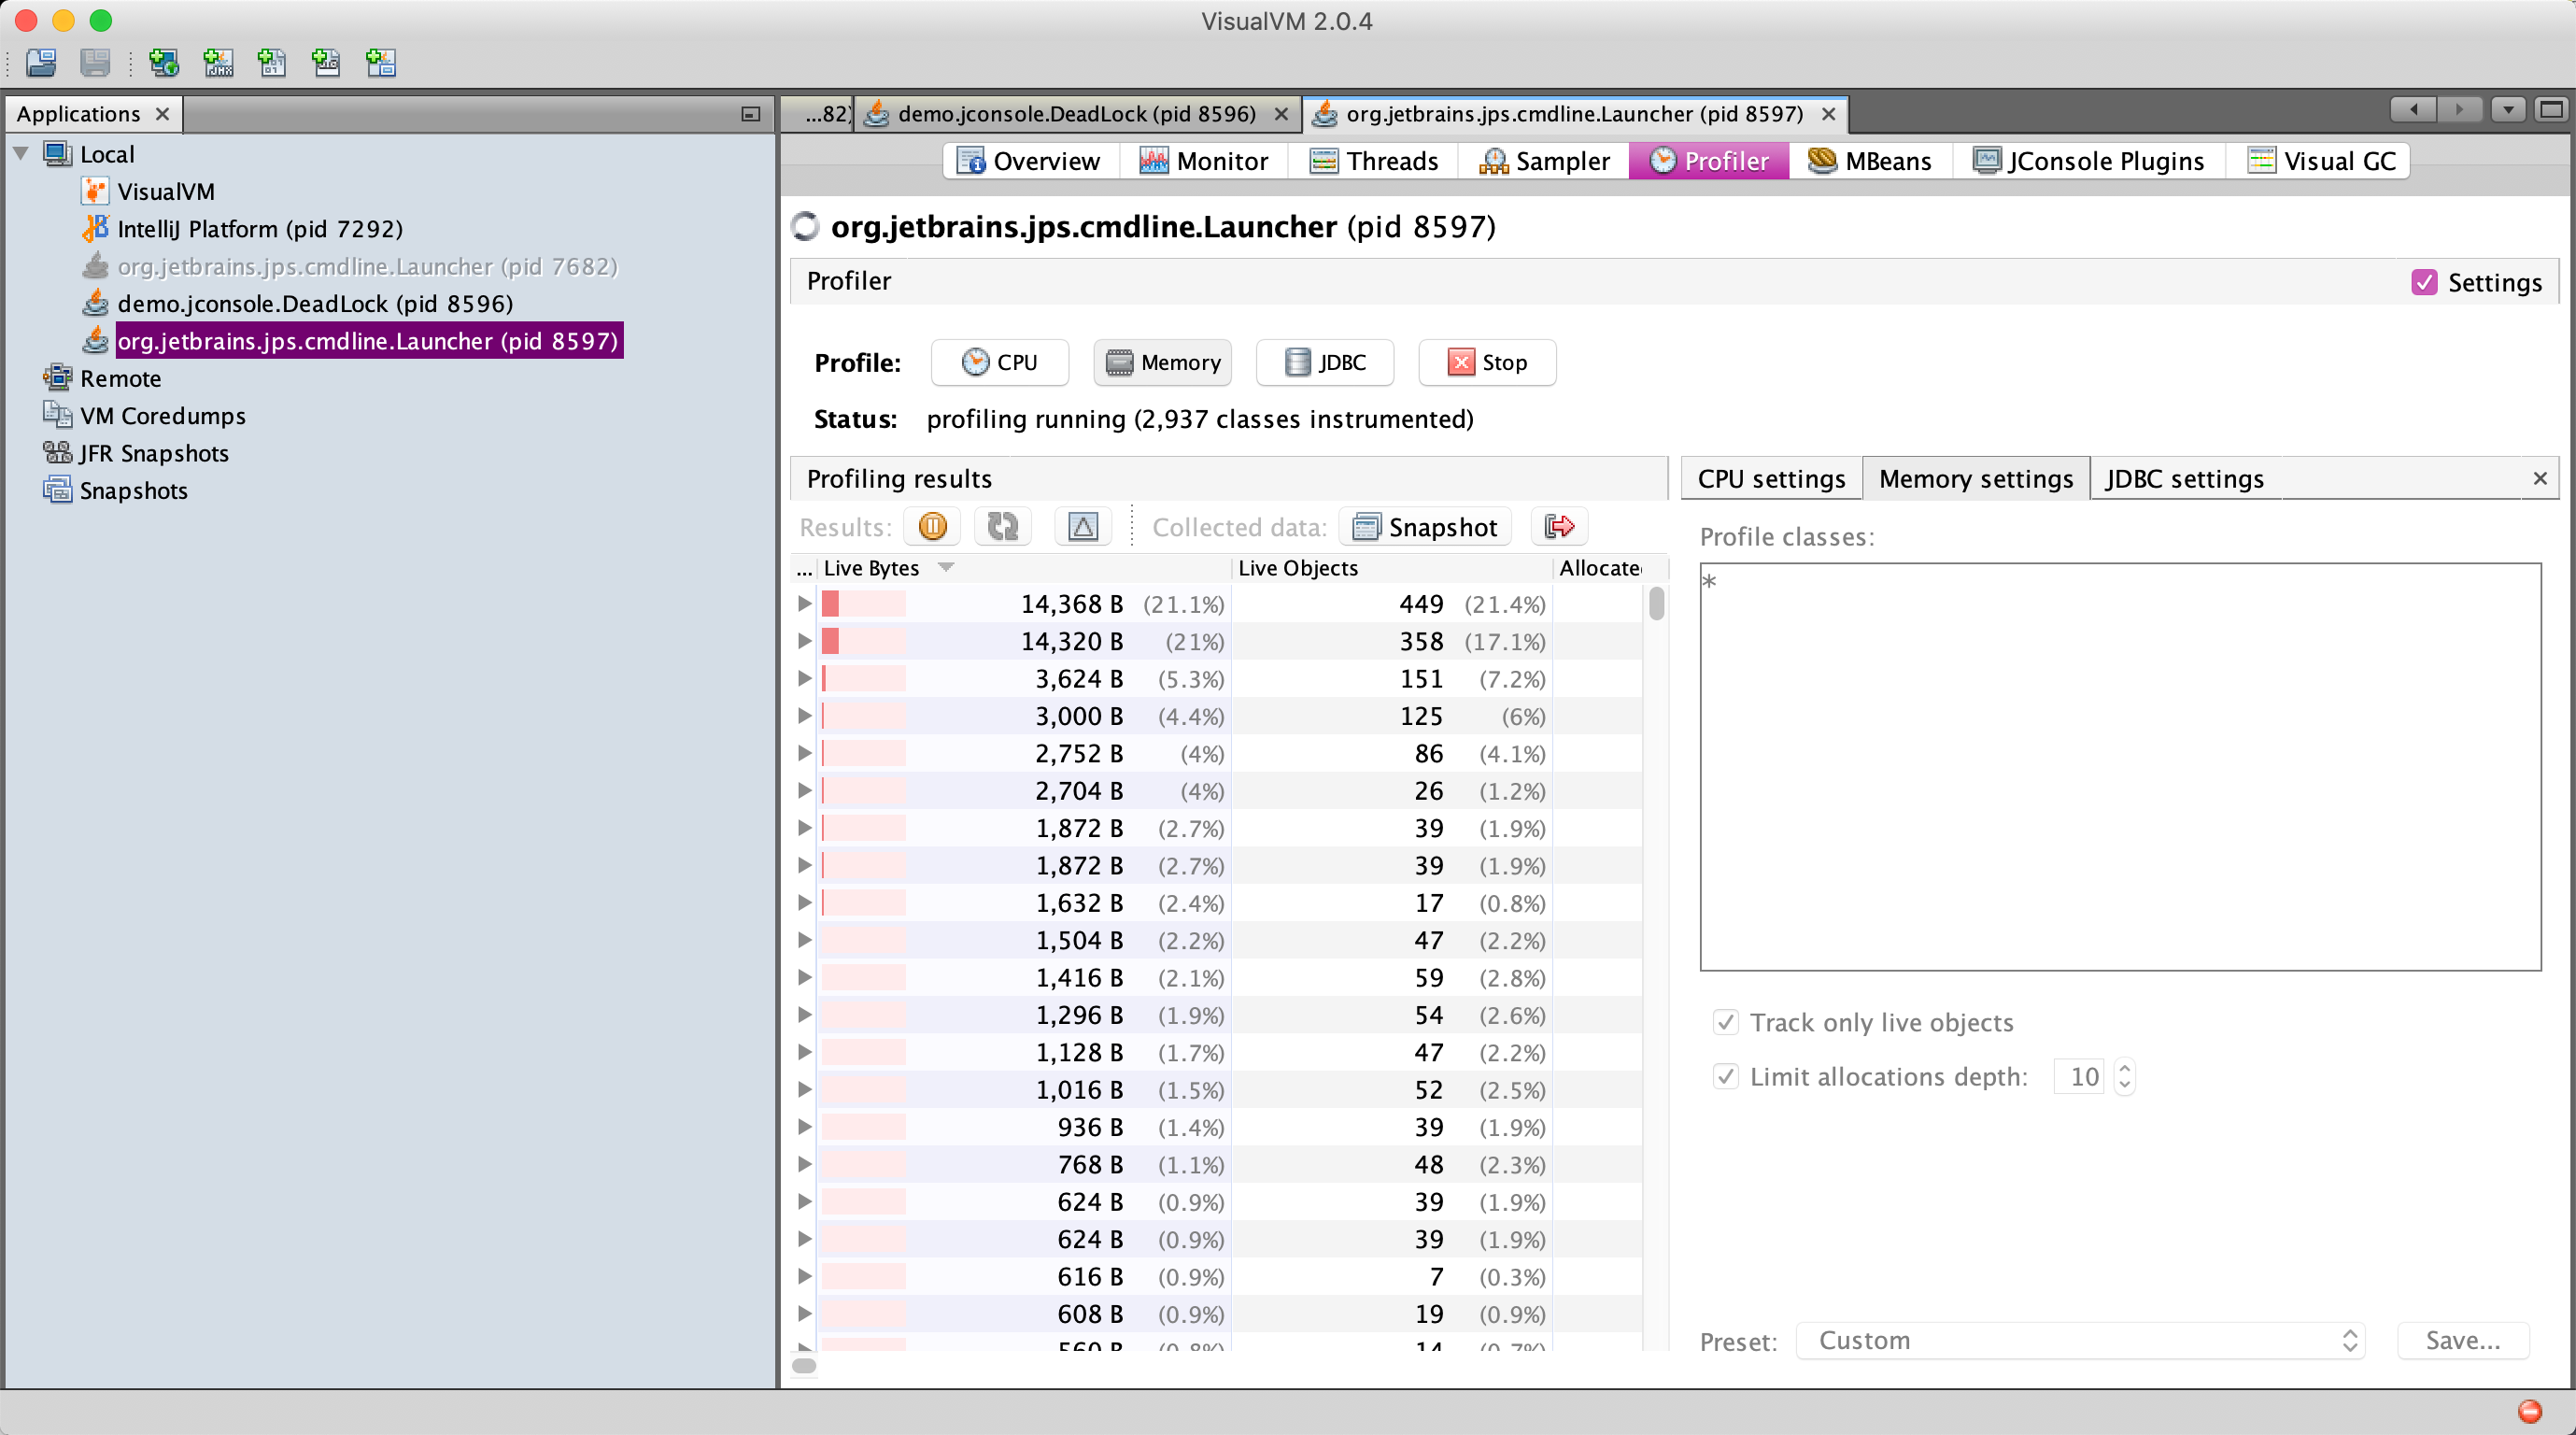 VisualVM 2.0.4
Applications
...82)
demo.jconsole.DeadLock (pid 8596)
org.jetbrains.jps.cmdline.Launcher (pid 8597)
Local
VisualVM
IntelliJ Platform (pid 7292)
org.jetbrains.jps.cmdline.Launcher (pid 7682)
demo.jconsole.DeadLock (pid 8596)
org.jetbrains.jps.cmdline.Launcher (pid 8597)
Remote
VM Coredumps
JFR Snapshots
Snapshots
Overview Monitor Threads Sampler Profiler MBeans JConsole Plugins Visual GC
org.jetbrains.jps.cmdline.Launcher (pid 8597)
Profiler Settings
Profile: CPU Memory JDBC Stop
Status: profiling running (2,937 classes instrumented)
Profiling results
Results: Collected data: Snapshot
... Live Bytes Live Objects Allocate
14,368 B (21.1%) 449 (21.4%)
14,320 B (21%) 358 (17.1%)
3,624 B (5.3%) 151 (7.2%)
3,000 B (4.4%) 125 (6%)
2,752 B (4%) 86 (4.1%)
2,704 B (4%) 26 (1.2%)
1,872 B (2.7%) 39 (1.9%)
1,872 B (2.7%) 39 (1.9%)
1,632 B (2.4%) 17 (0.8%)
1,504 B (2.2%) 47 (2.2%)
1,416 B (2.1%) 59 (2.8%)
1,296 B (1.9%) 54 (2.6%)
1,128 B (1.7%) 47 (2.2%)
1,016 B (1.5%) 52 (2.5%)
936 B (1.4%) 39 (1.9%)
768 B (1.1%) 48 (2.3%)
624 B (0.9%) 39 (1.9%)
624 B (0.9%) 39 (1.9%)
616 B (0.9%) 7 (0.3%)
608 B (0.9%) 19 (0.9%)
560 B (0.8%) 14 (0.7%)
CPU settings Memory settings JDBC settings
Profile classes:
*
Track only live objects
Limit allocations depth: 10
Preset: Custom Save...